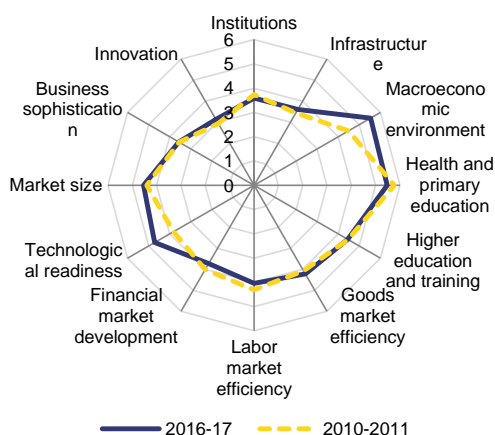 Institutions
Infrastructur
e
Macroecono
mic
environment
Health and
primary
education
Higher
education
and training
Goods
market
efficiency
Labor
market
efficiency
Financial
market
development
Technologic
al readiness
Market size
Business
sophisticatio
n
Innovation
6
5
4
3
2
1
0
2016-17
2010-2011